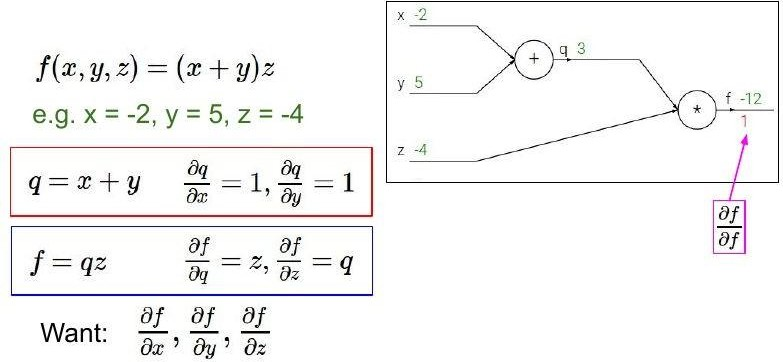 f(x, y, z) = (x + y)z
e.g. x = -2, y = 5, z = -4
q = x + y   ∂q/∂x = 1, ∂q/∂y = 1
f = qz   ∂f/∂q = z, ∂f/∂z = q
Want: ∂f/∂x, ∂f/∂y, ∂f/∂z
x -2
+
q 3
y 5
f -12
*
1
z -4
∂f/∂f